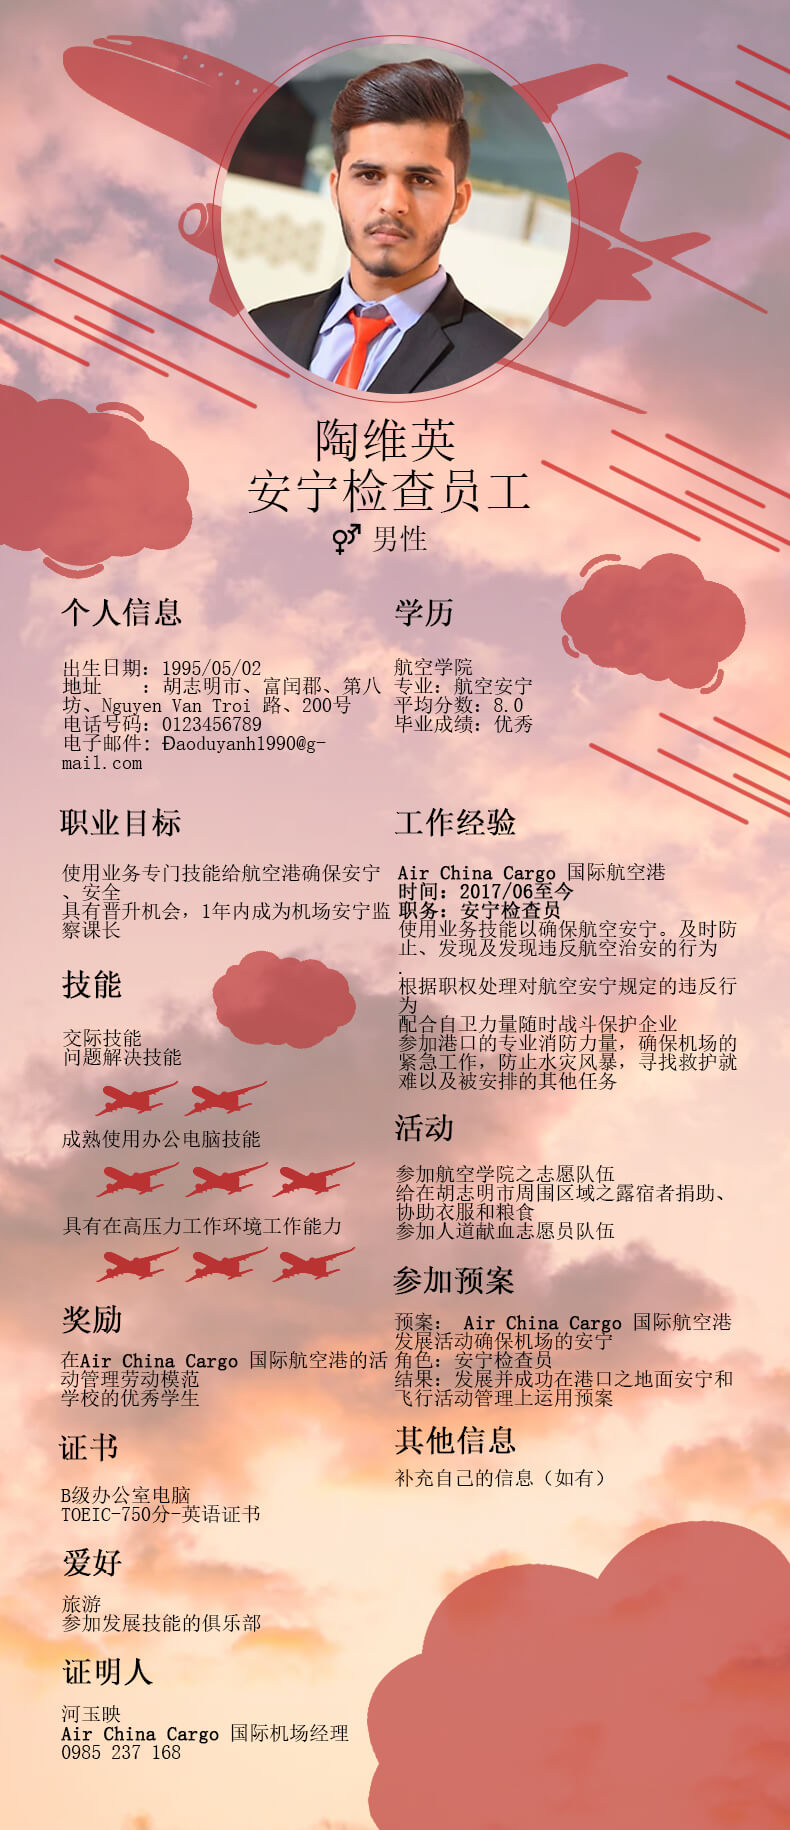 陶维英
安宁检查员工
男性
个人信息
出生日期: 1995/05/02
地址　　: 胡志明市、富闰郡、第八
坊、Nguyen Van Troi 路、200号
电话号码: 0123456789
电子邮件: Đaoduyanh1990@g-
mail.com
学历
航空学院
专业: 航空安宁
平均分数: 8.0
毕业成绩: 优秀
职业目标
使用业务专门技能给航空港确保安宁
、安全
具有晋升机会, 1年内成为机场安宁监
察课长
技能
交际技能
问题解决技能
成熟使用办公电脑技能
具有在高压力工作环境工作能力
奖励
在Air China Cargo 国际航空港的活
动管理劳动模范
学校的优秀学生
证书
B级办公室电脑
TOEIC-750分-英语证书
爱好
旅游
参加发展技能的俱乐部
证明人
河玉映
Air China Cargo 国际机场经理
0985 237 168
工作经验
Air China Cargo 国际航空港
时间: 2017/06至今
职务: 安宁检查员
使用业务技能以确保航空安宁。及时防
止、发现及发现违反航空治安的行为
.
根据职权处理对航空安宁规定的违反行
为
配合自卫力量随时战斗保护企业
参加港口的专业消防力量, 确保机场的
紧急工作, 防止水灾风暴, 寻找救护就
难以及被安排的其他任务
活动
参加航空学院之志愿队伍
给在胡志明市周围区域之露宿者捐助、
协助衣服和粮食
参加人道献血志愿员队伍
参加预案
预案: Air China Cargo 国际航空港
发展活动确保机场的安宁
角色: 安宁检查员
结果: 发展并成功在港口之地面安宁和
飞行活动管理上运用预案
其他信息
补充自己的信息（如有）